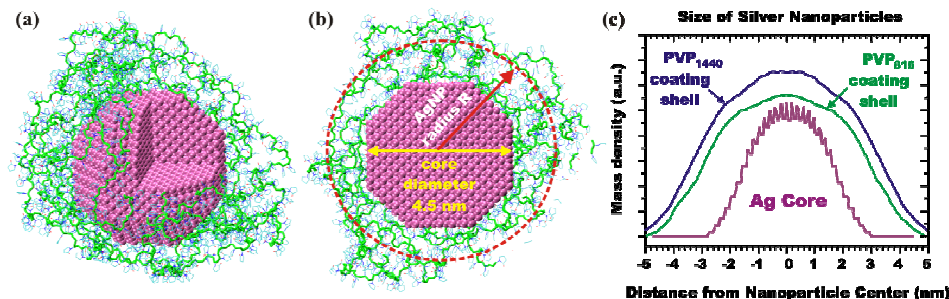 (a)
(b)
AgNP
radius R
core
diameter
4.5 nm
(c)
Size of Silver Nanoparticles
PVP1440
coating
shell
PVP816
coating
shell
Ag Core
Mass density (a.u.)
-5 -4 -3 -2 -1 0 1 2 3 4 5
Distance from Nanoparticle Center (nm)